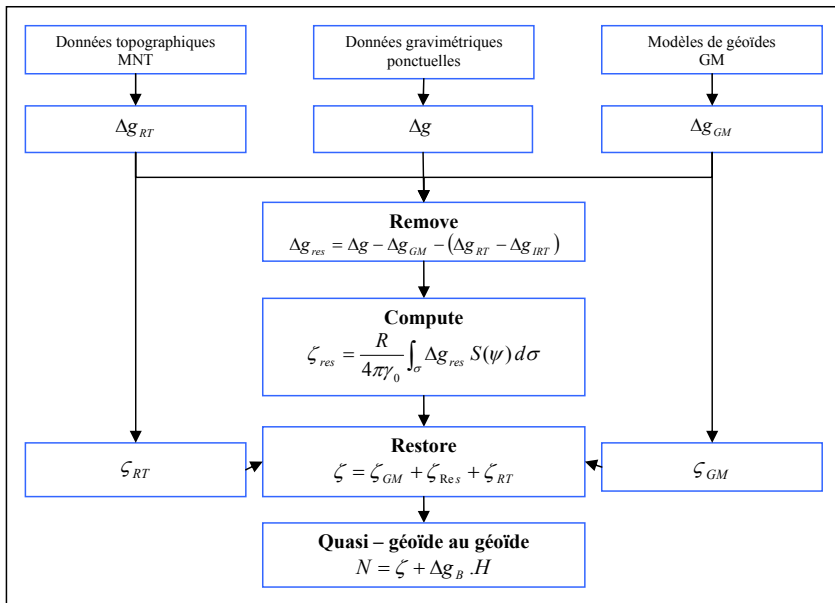 Données topographiques
MNT
Données gravimétriques
ponctuelles
Modèles de géoïdes
GM
Δg_RT
Δg
Δg_GM
Remove
Δg_res = Δg − Δg_GM − (Δg_RT − Δg_IRT)
Compute
ζ_res = R / 4πγ_0 ∫_σ Δg_res S(ψ) dσ
ς_RT
Restore
ζ = ζ_GM + ζ_Res + ζ_RT
ς_GM
Quasi – géoïde au géoïde
N = ζ + Δg_B .H